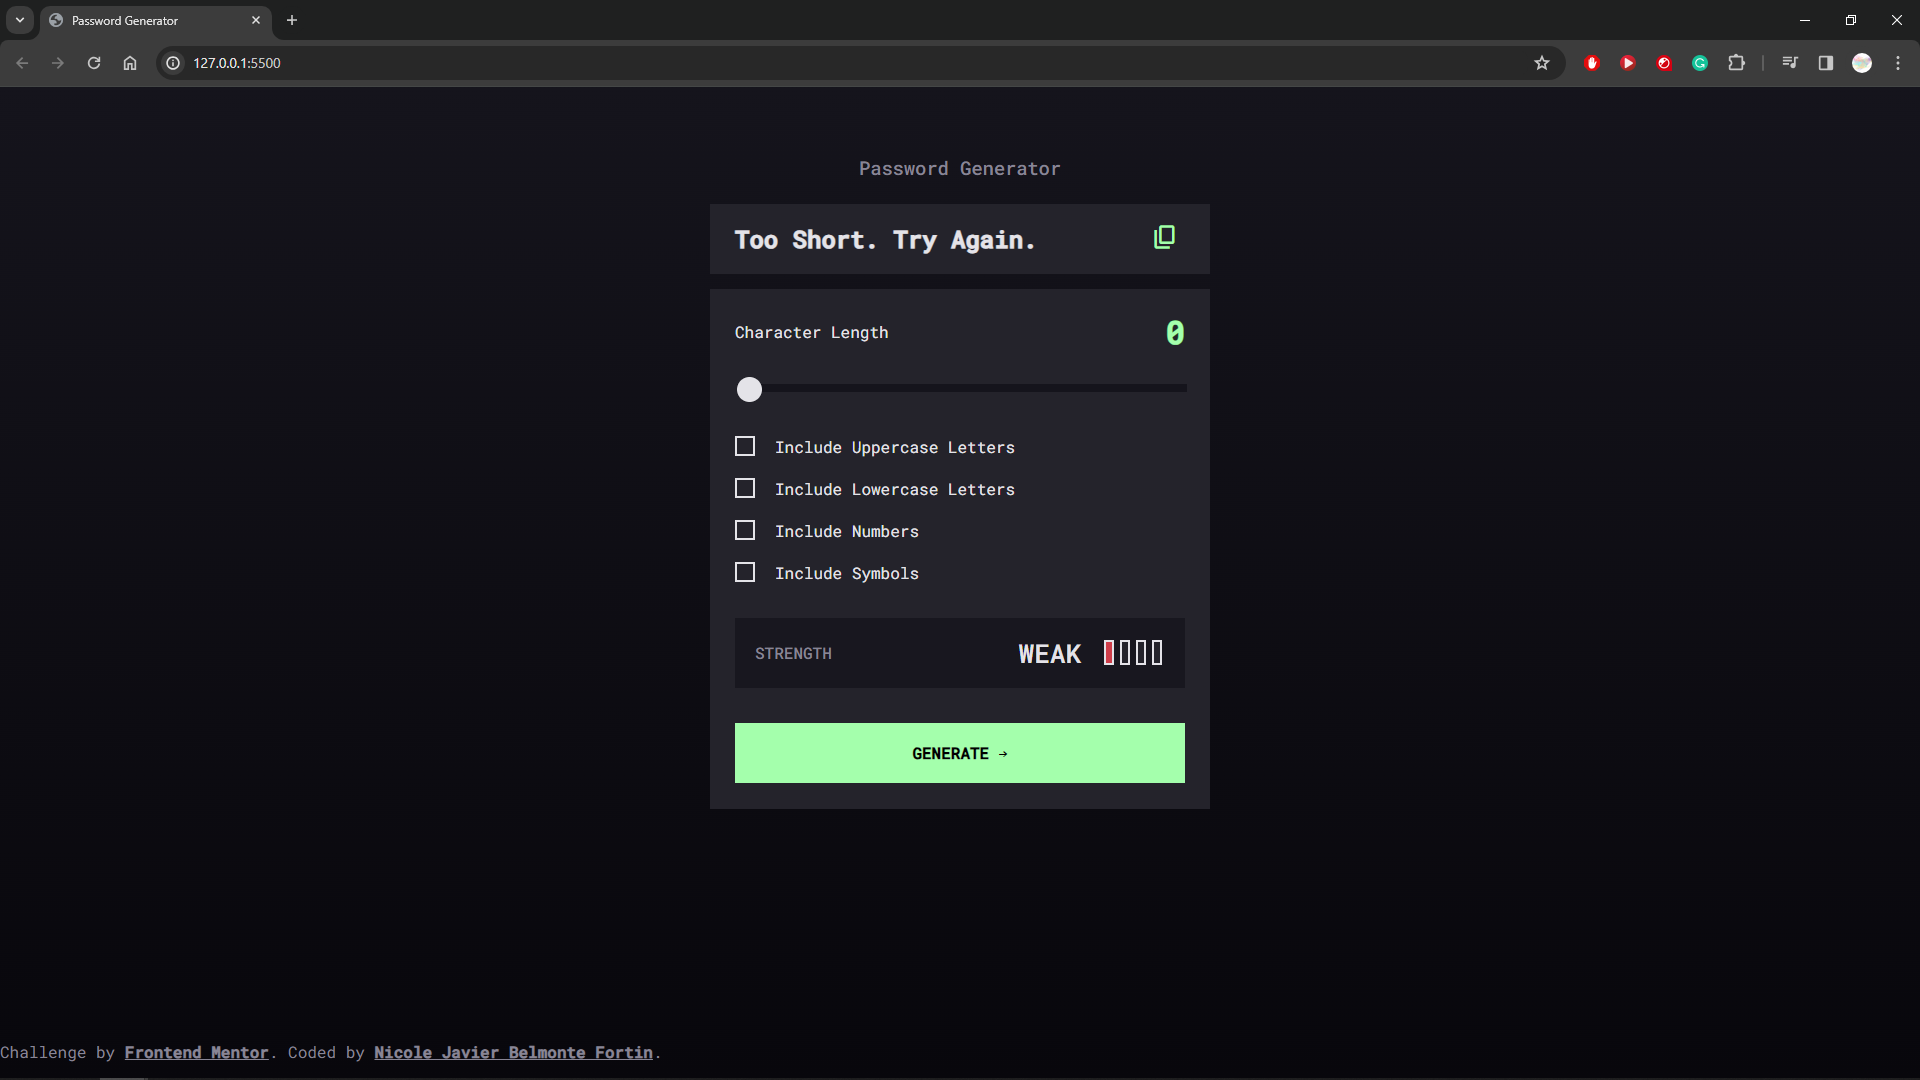 Password Generator
127.0.0.1:5500
Password Generator
Too Short. Try Again.
Character Length 0
Include Uppercase Letters
Include Lowercase Letters
Include Numbers
Include Symbols
STRENGTH WEAK
GENERATE →
Challenge by Frontend Mentor. Coded by Nicole Javier Belmonte Fortin.